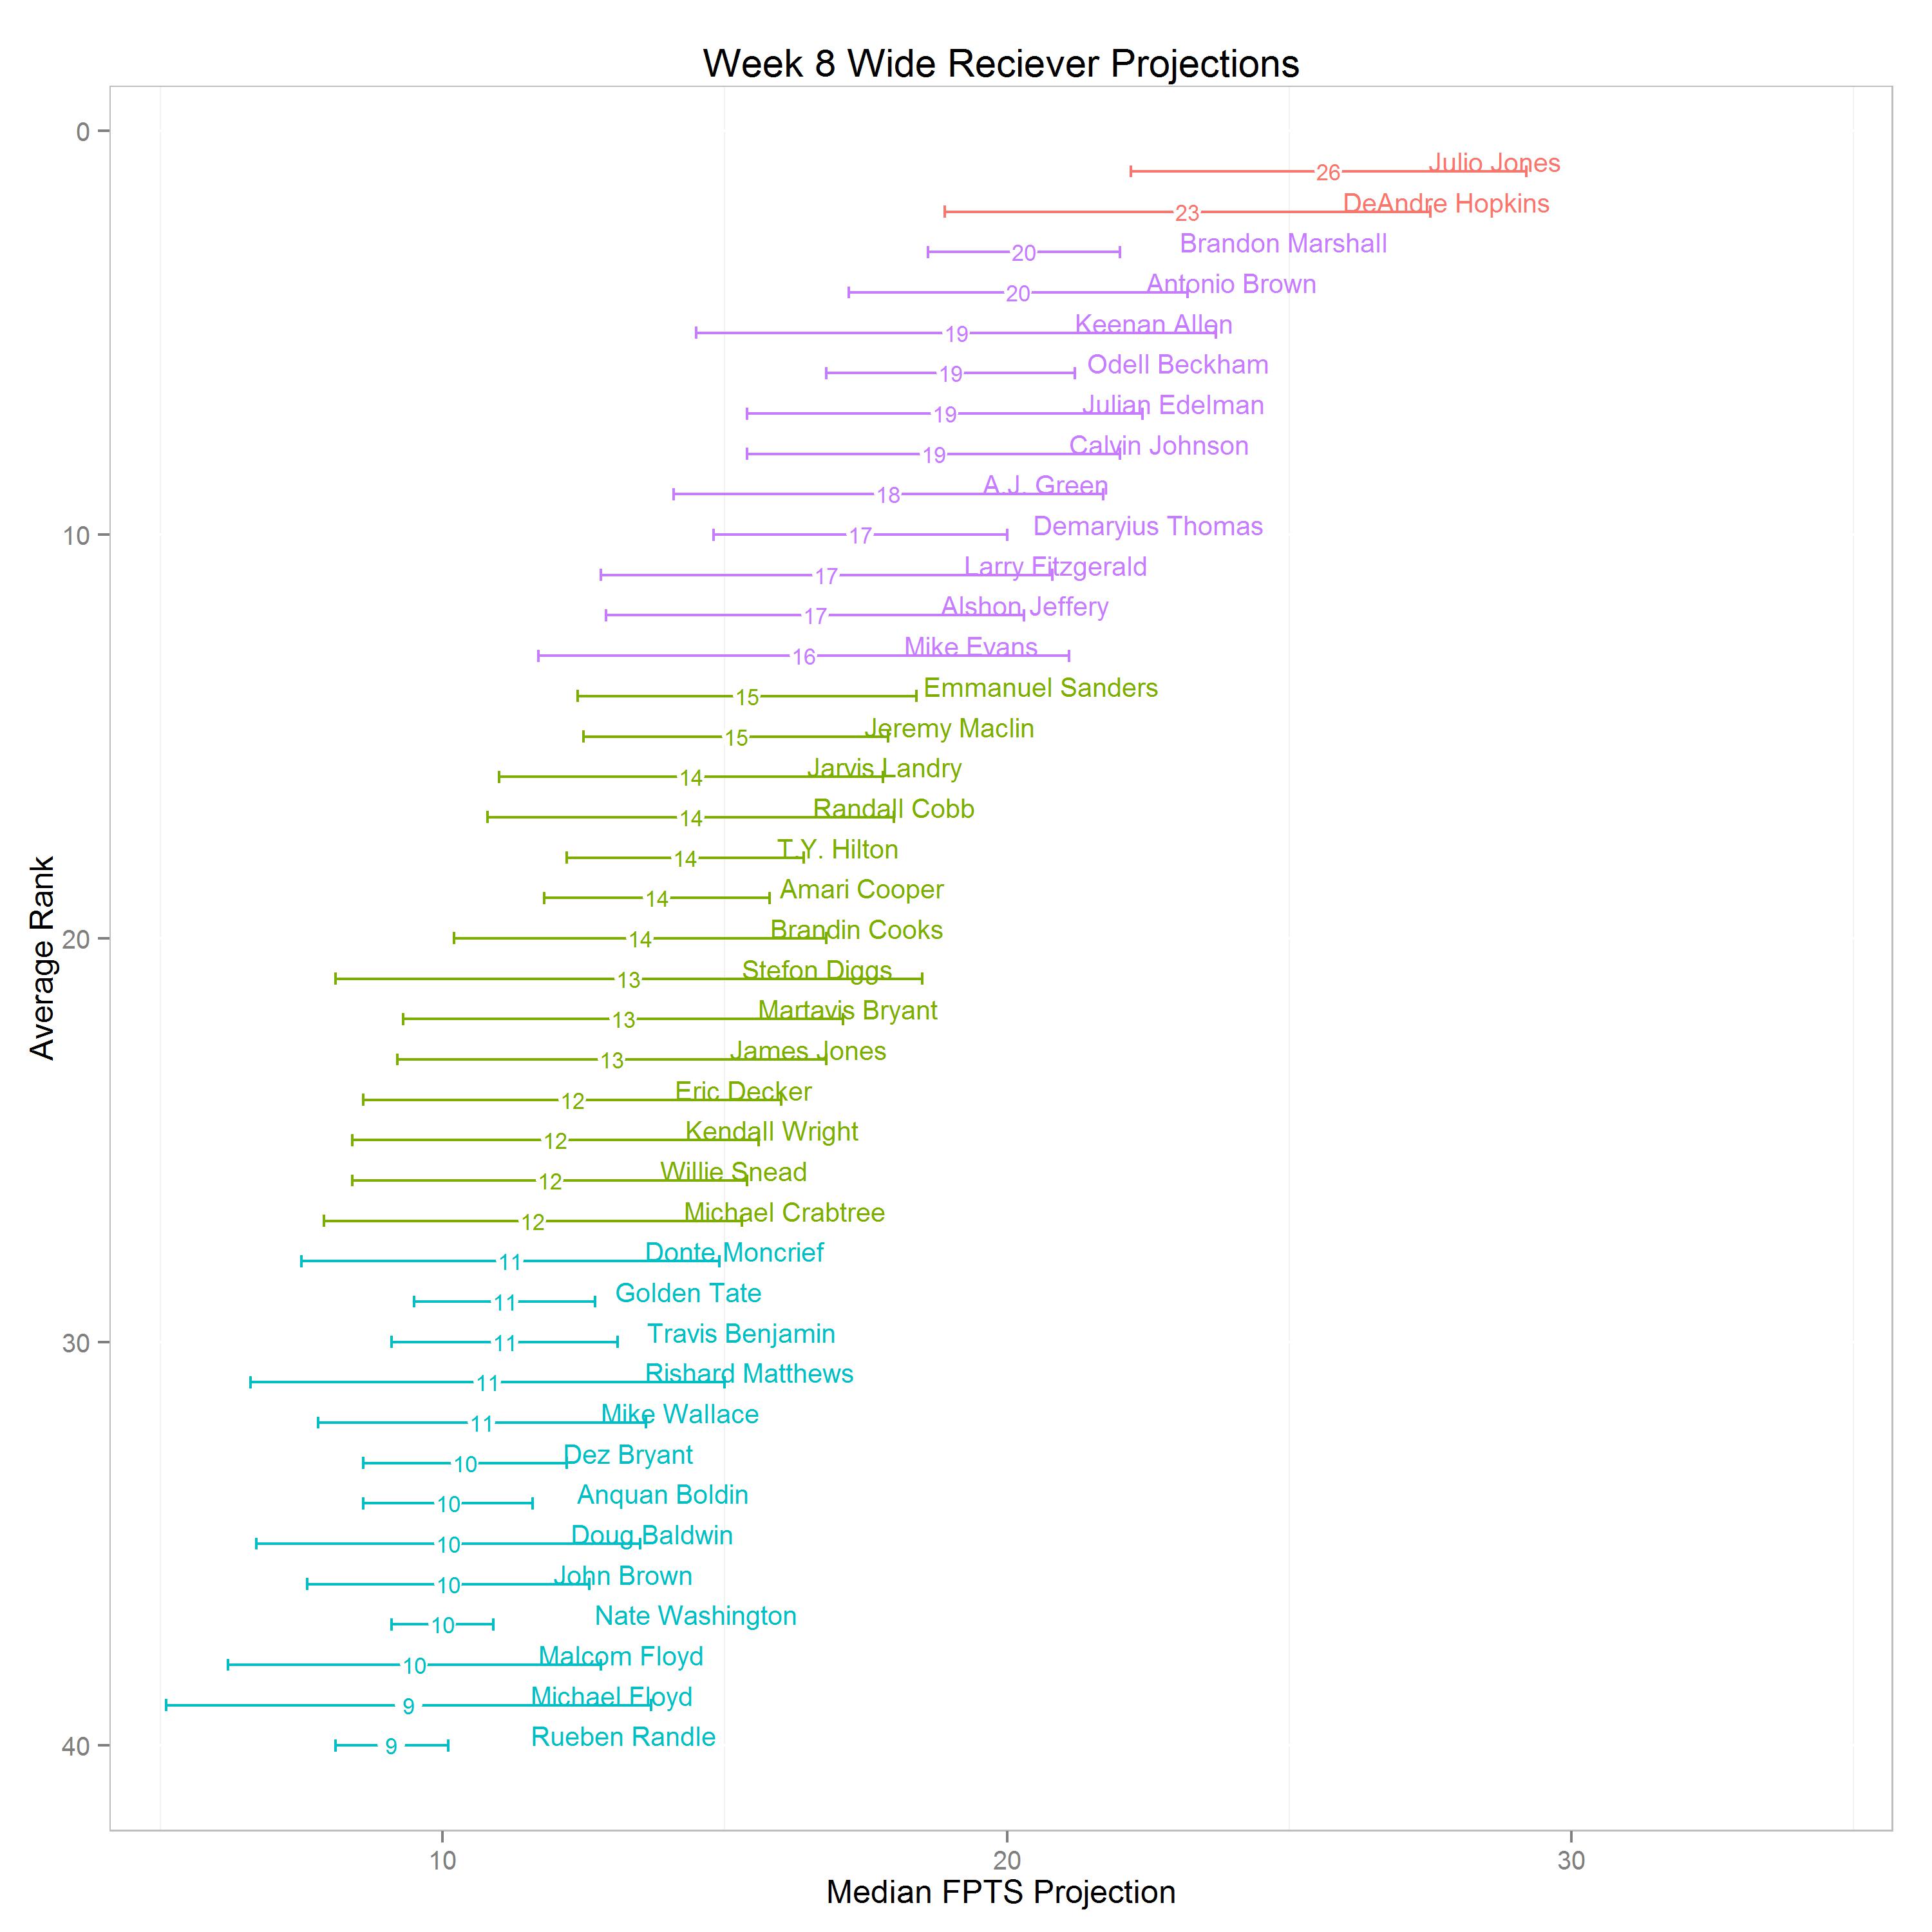 Week 8 Wide Reciever Projections
0
26 Julio Jones
23 DeAndre Hopkins
20 Brandon Marshall
20 Antonio Brown
19 Keenan Allen
19 Odell Beckham
19 Julian Edelman
19 Calvin Johnson
18 A.J. Green
10 17 Demaryius Thomas
17 Larry Fitzgerald
17 Alshon Jeffery
16 Mike Evans
15 Emmanuel Sanders
15 Jeremy Maclin
14 Jarvis Landry
14 Randall Cobb
14 T.Y. Hilton
14 Amari Cooper
20 14 Brandin Cooks
13 Stefon Diggs
13 Martavis Bryant
13 James Jones
12 Eric Decker
12 Kendall Wright
12 Willie Snead
12 Michael Crabtree
11 Donte Moncrief
11 Golden Tate
30 11 Travis Benjamin
11 Rishard Matthews
11 Mike Wallace
10 Dez Bryant
10 Anquan Boldin
10 Doug Baldwin
10 John Brown
10 Nate Washington
10 Malcom Floyd
9 Michael Floyd
40 9 Rueben Randle
Average Rank
10 20 30
Median FPTS Projection